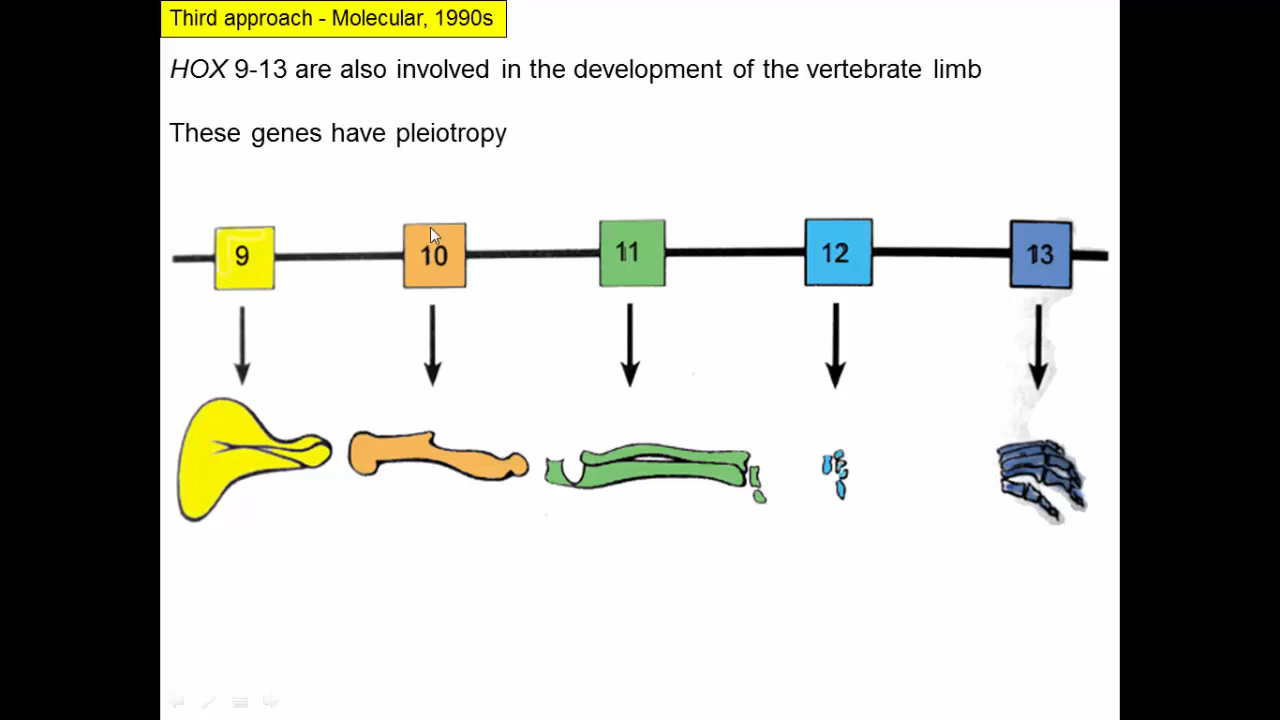 Third approach - Molecular, 1990s
HOX 9-13 are also involved in the development of the vertebrate limb
These genes have pleiotropy
9 10 11 12 13